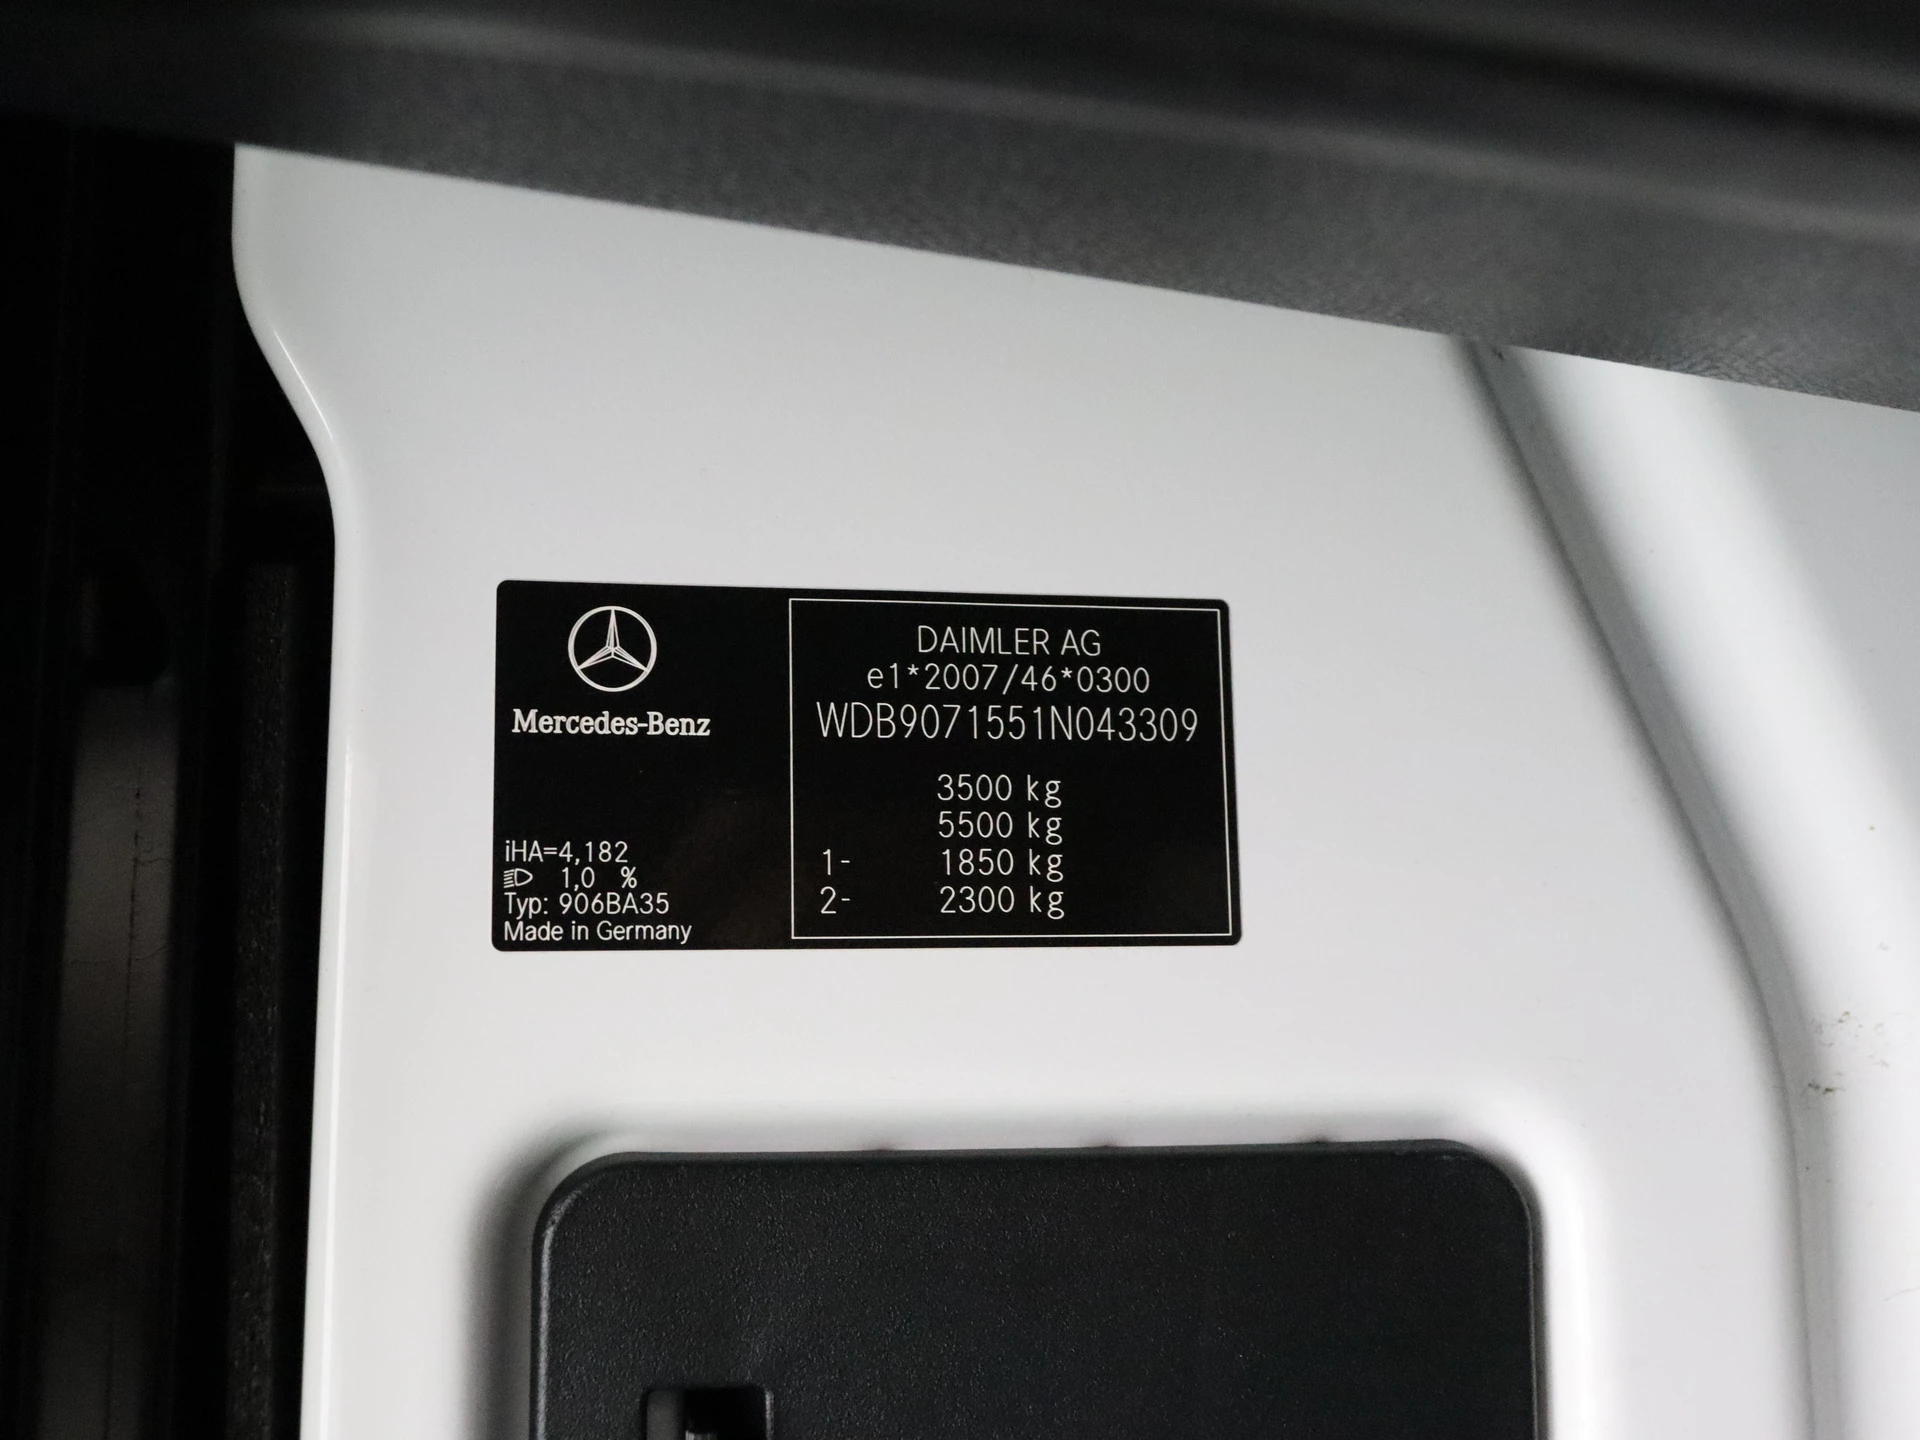 Mercedes-Benz
iHA=4,182
1,0 %
Typ: 906BA35
Made in Germany
DAIMLER AG
e1*2007/46*0300
WDB9071551N043309
3500 kg
5500 kg
1- 1850 kg
2- 2300 kg